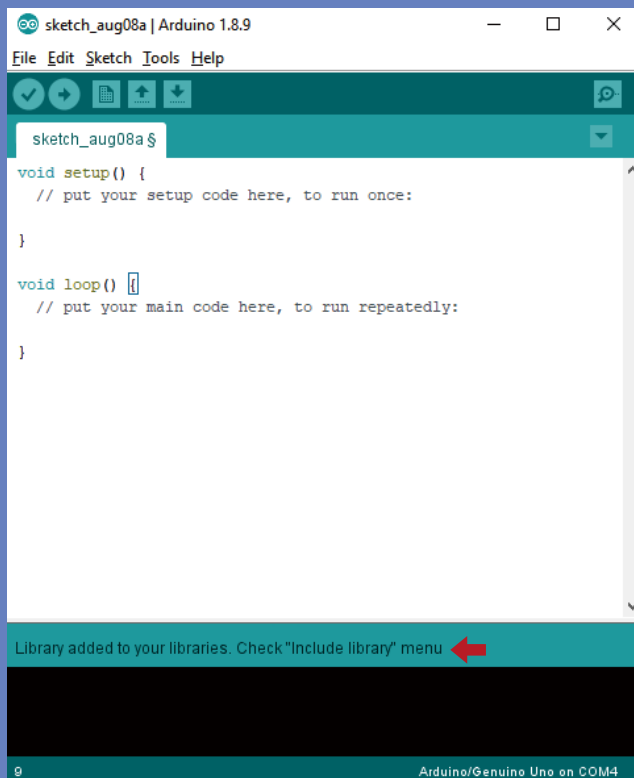 sketch_aug08a | Arduino 1.8.9
File Edit Sketch Tools Help
sketch_aug08a §
void setup() {
  // put your setup code here, to run once:
}
void loop() {
  // put your main code here, to run repeatedly:
}
Library added to your libraries. Check "Include library" menu
9 Arduino/Genuino Uno on COM4